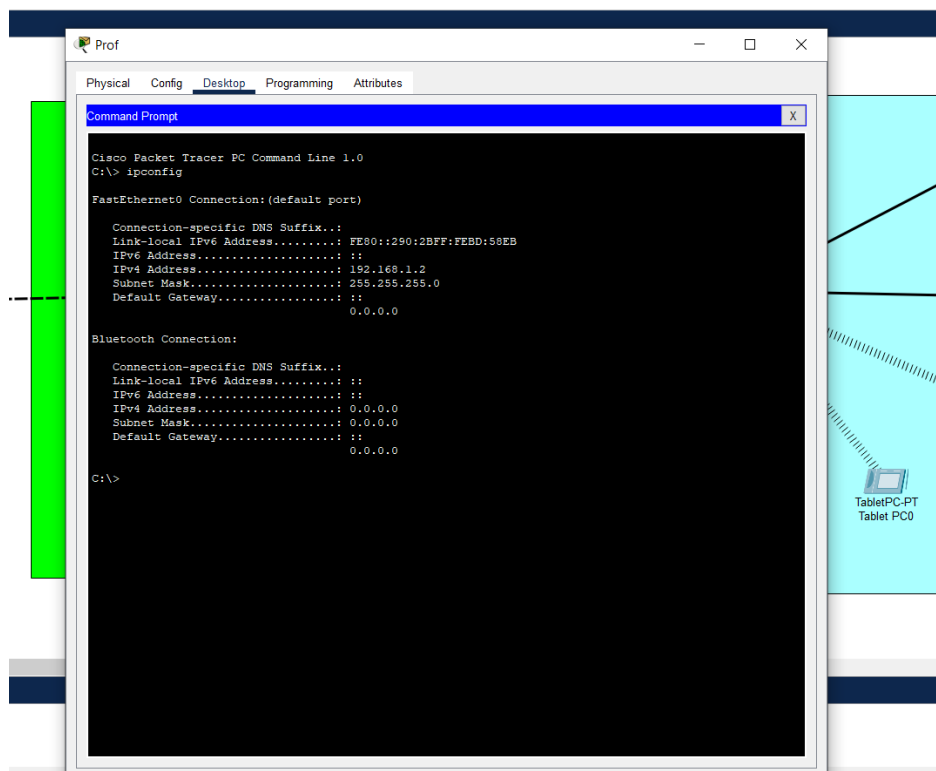 Prof
Physical Config Desktop Programming Attributes
Command Prompt X
Cisco Packet Tracer PC Command Line 1.0
C:\> ipconfig
FastEthernet0 Connection:(default port)
Connection-specific DNS Suffix..:
Link-local IPv6 Address.........: FE80::290:2BFF:FEBD:58EB
IPv6 Address....................: ::
IPv4 Address....................: 192.168.1.2
Subnet Mask.....................: 255.255.255.0
Default Gateway.................: ::
0.0.0.0
Bluetooth Connection:
Connection-specific DNS Suffix..:
Link-local IPv6 Address.........: ::
IPv6 Address....................: ::
IPv4 Address....................: 0.0.0.0
Subnet Mask.....................: 0.0.0.0
Default Gateway.................: ::
0.0.0.0
C:\>
TabletPC-PT
Tablet PC0